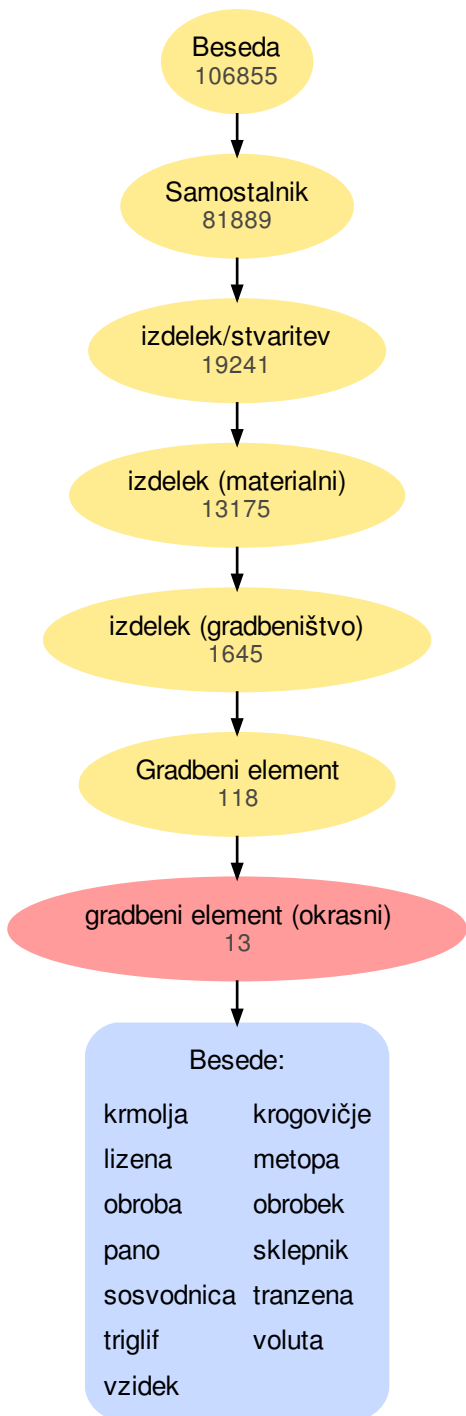 Beseda
106855
Samostalnik
81889
izdelek/stvaritev
19241
izdelek (materialni)
13175
izdelek (gradbeništvo)
1645
Gradbeni element
118
gradbeni element (okrasni)
13
Besede:
krmolja krogovičje
lizena metopa
obroba obrobek
pano sklepnik
sosvodnica tranzena
triglif voluta
vzidek